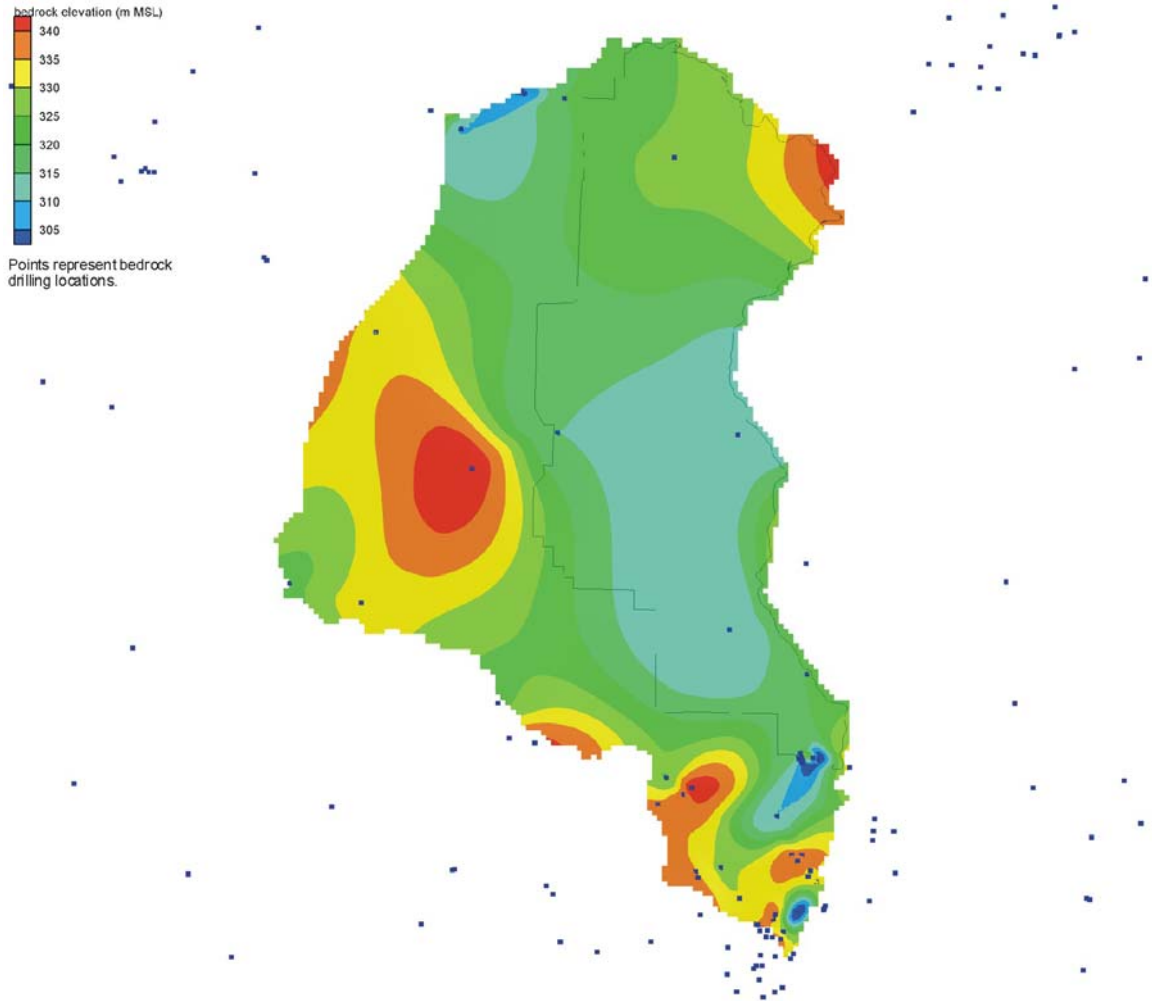 bedrock elevation (m MSL)
340
335
330
325
320
315
310
305
Points represent bedrock
drilling locations.